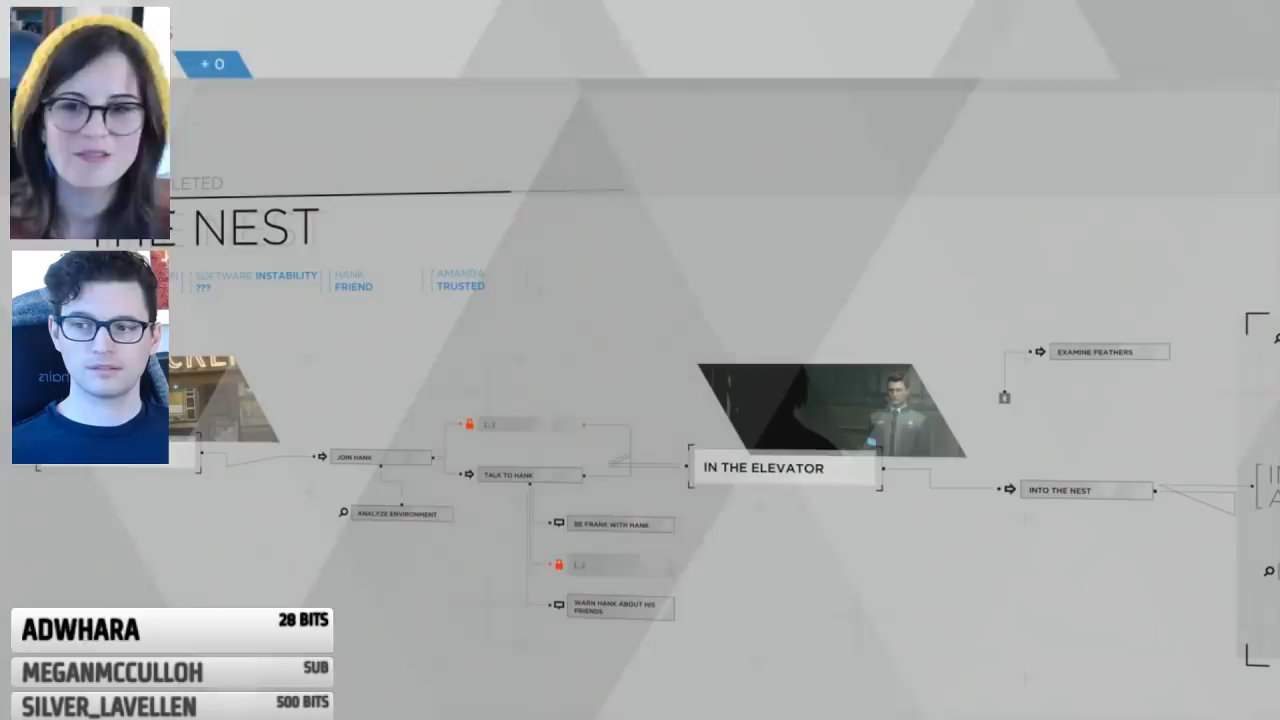 + 0
LETED
THE NEST
SOFTWARE INSTABILITY
???
HANK
FRIEND
AMANDA
TRUSTED
EXAMINE FEATHERS
JOIN HANK
TALK TO HANK
IN THE ELEVATOR
INTO THE NEST
ANALYZE ENVIRONMENT
BE FRANK WITH HANK
WARN HANK ABOUT HIS
FRIENDS
ADWHARA 28 BITS
MEGANMCCULLOH SUB
SILVER_LAVELLEN 500 BITS